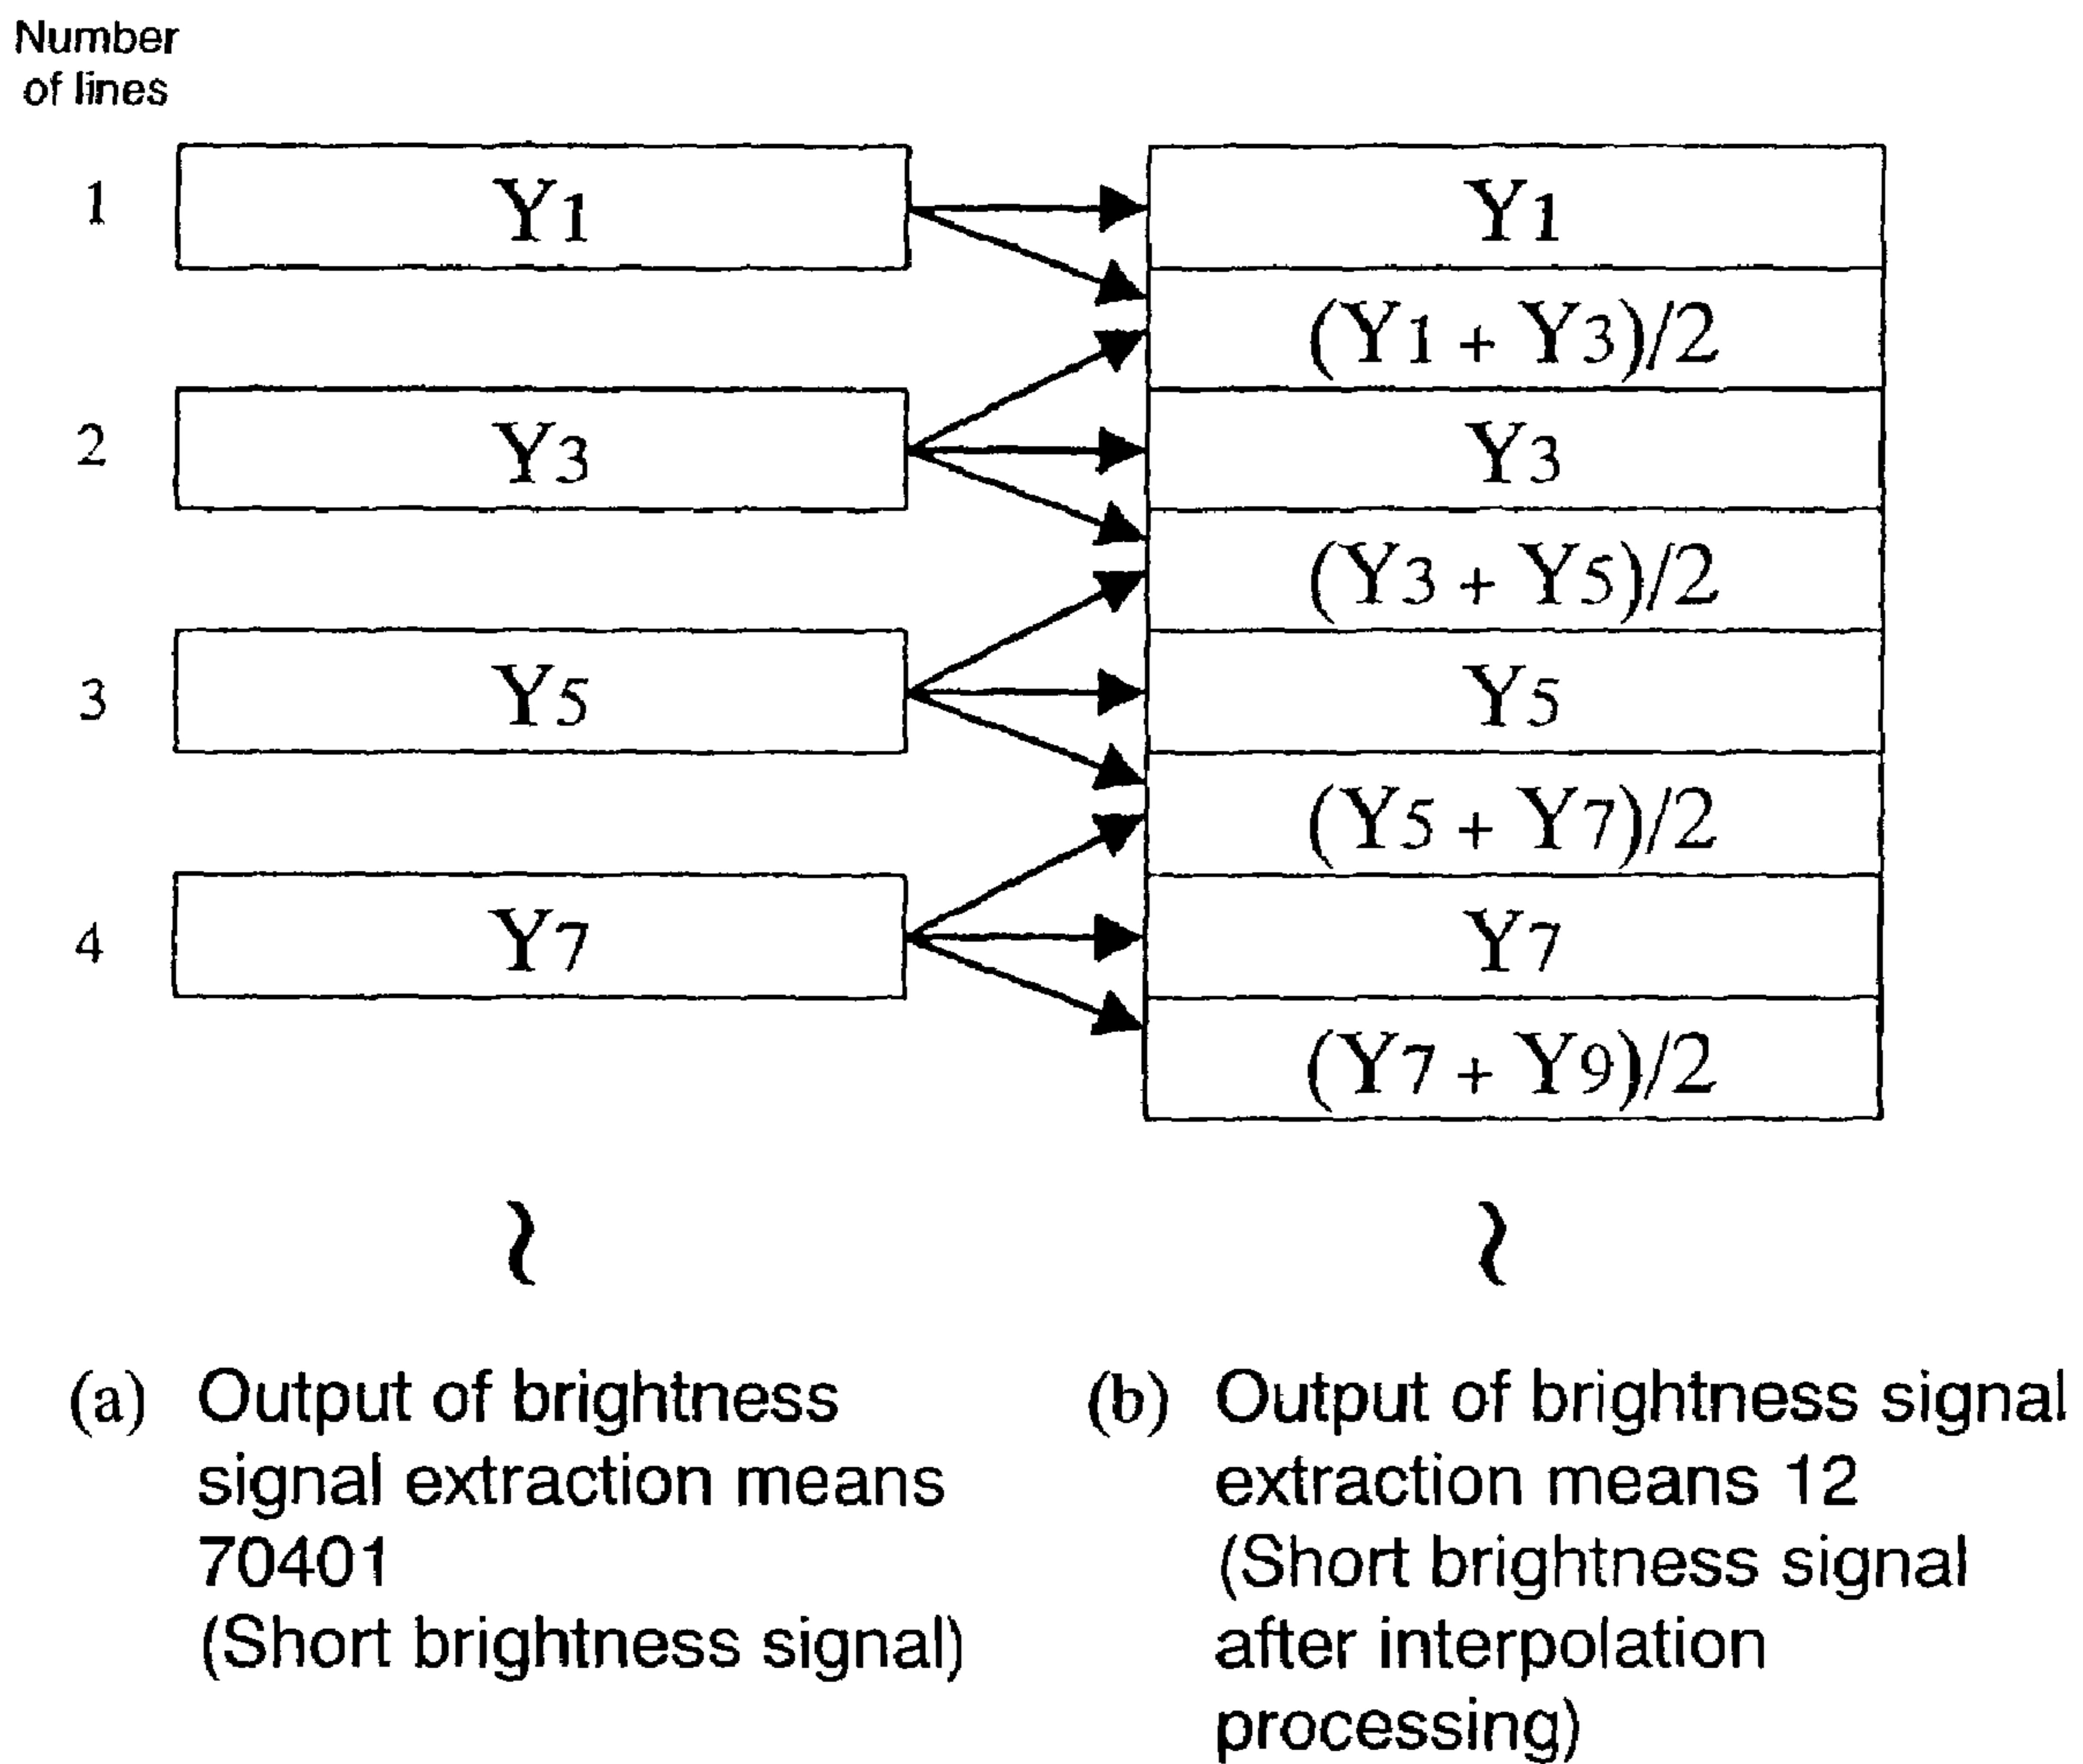 Number
of lines
1
Y1
Y1
(Y1 + Y3)/2
2
Y3
Y3
(Y3 + Y5)/2
3
Y5
Y5
(Y5 + Y7)/2
4
Y7
Y7
(Y7 + Y9)/2
(a) Output of brightness
signal extraction means
70401
(Short brightness signal)
(b) Output of brightness signal
extraction means 12
(Short brightness signal
after interpolation
processing)